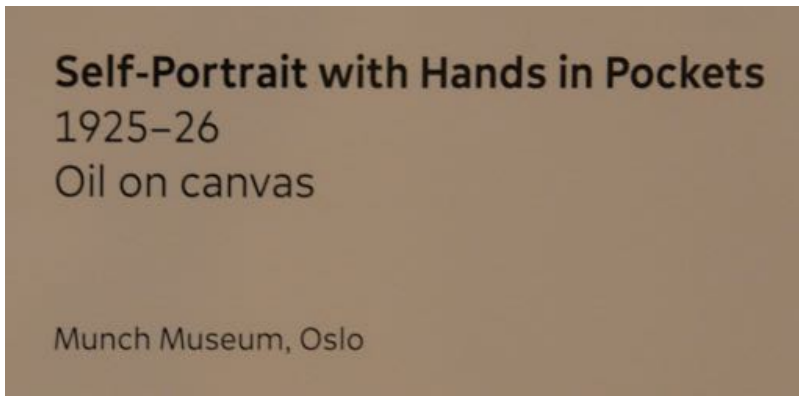 Self-Portrait with Hands in Pockets
1925–26
Oil on canvas
Munch Museum, Oslo